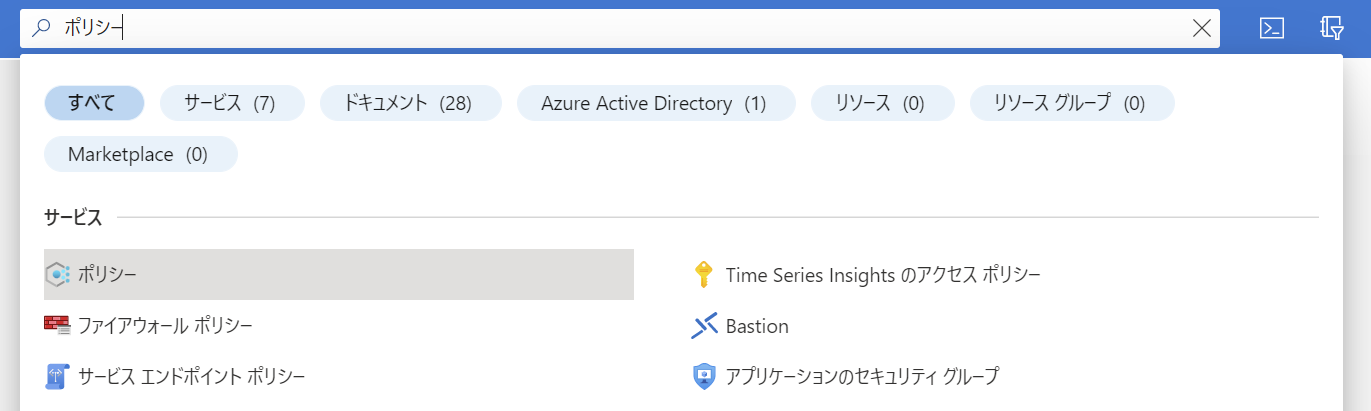 ポリシー
すべて サービス (7) ドキュメント (28) Azure Active Directory (1) リソース (0) リソース グループ (0)
Marketplace (0)
サービス
ポリシー Time Series Insights のアクセス ポリシー
ファイアウォール ポリシー Bastion
サービス エンドポイント ポリシー アプリケーションのセキュリティ グループ